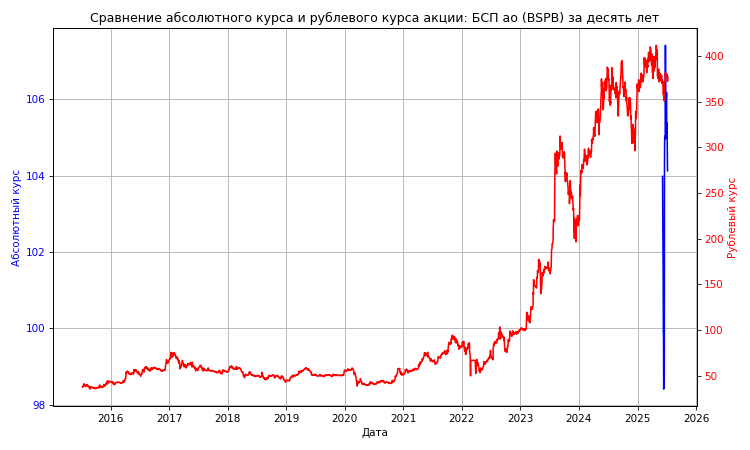 Сравнение абсолютного курса и рублевого курса акции: БСП ао (BSPB) за десять лет
Абсолютный курс
106
104
102
100
98
400
350
300
250
200
150
100
50
Рублевый курс
2016 2017 2018 2019 2020 2021 2022 2023 2024 2025 2026
Дата